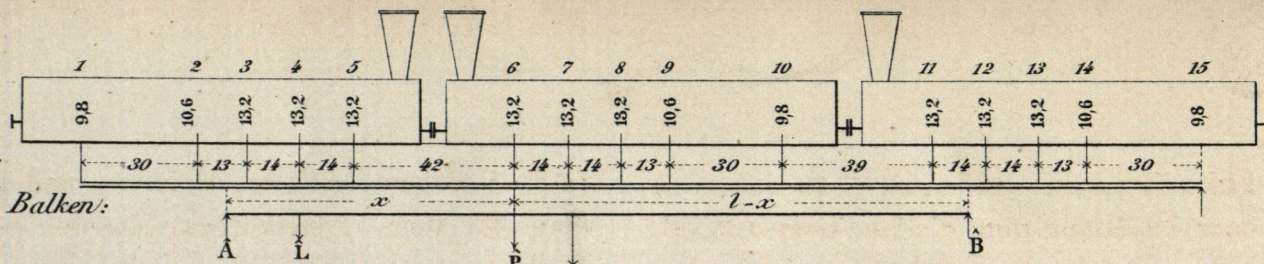 1 2 3 4 5 6 7 8 9 10 11 12 13 14 15
9,8 10,6 13,2 13,2 13,2 13,2 13,2 13,2 10,6 9,8 13,2 13,2 13,2 10,6 9,8
30 13 14 14 42 14 14 13 30 39 14 14 13 30
Balken: x l-x
A L P B